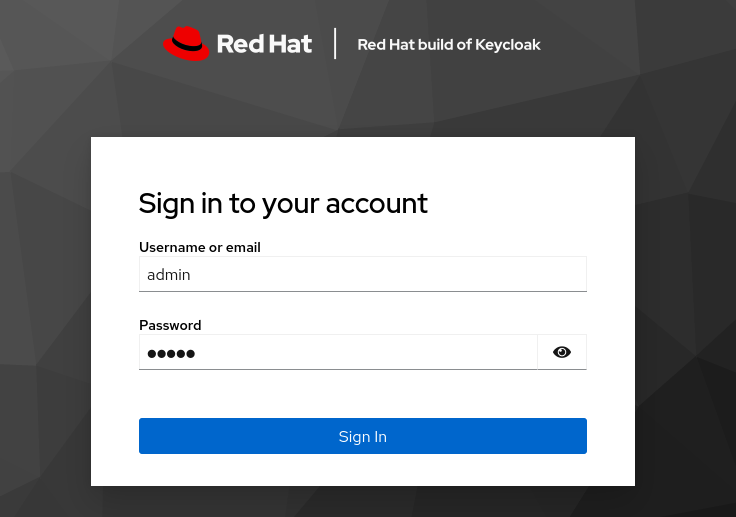 Red Hat | Red Hat build of Keycloak
Sign in to your account
Username or email
admin
Password
●●●●●
Sign In